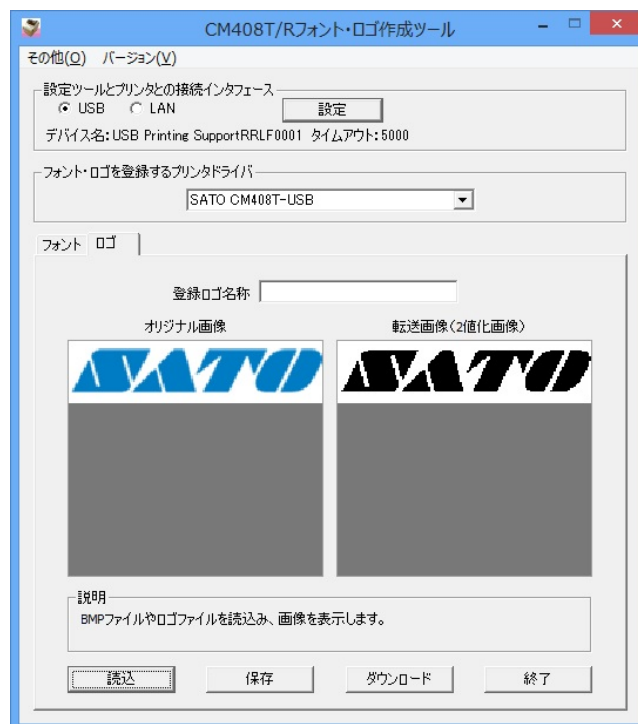 CM408T/Rフォント・ロゴ作成ツール
その他(O) バージョン(V)
設定ツールとプリンタとの接続インタフェース
USB LAN 設定
デバイス名:USB Printing SupportRRLF0001 タイムアウト:5000
フォント・ロゴを登録するプリンタドライバ
SATO CM408T-USB
フォント ロゴ
登録ロゴ名称
オリジナル画像 転送画像(2値化画像)
SATO SATO
説明
BMPファイルやロゴファイルを読込み、画像を表示します。
読込 保存 ダウンロード 終了